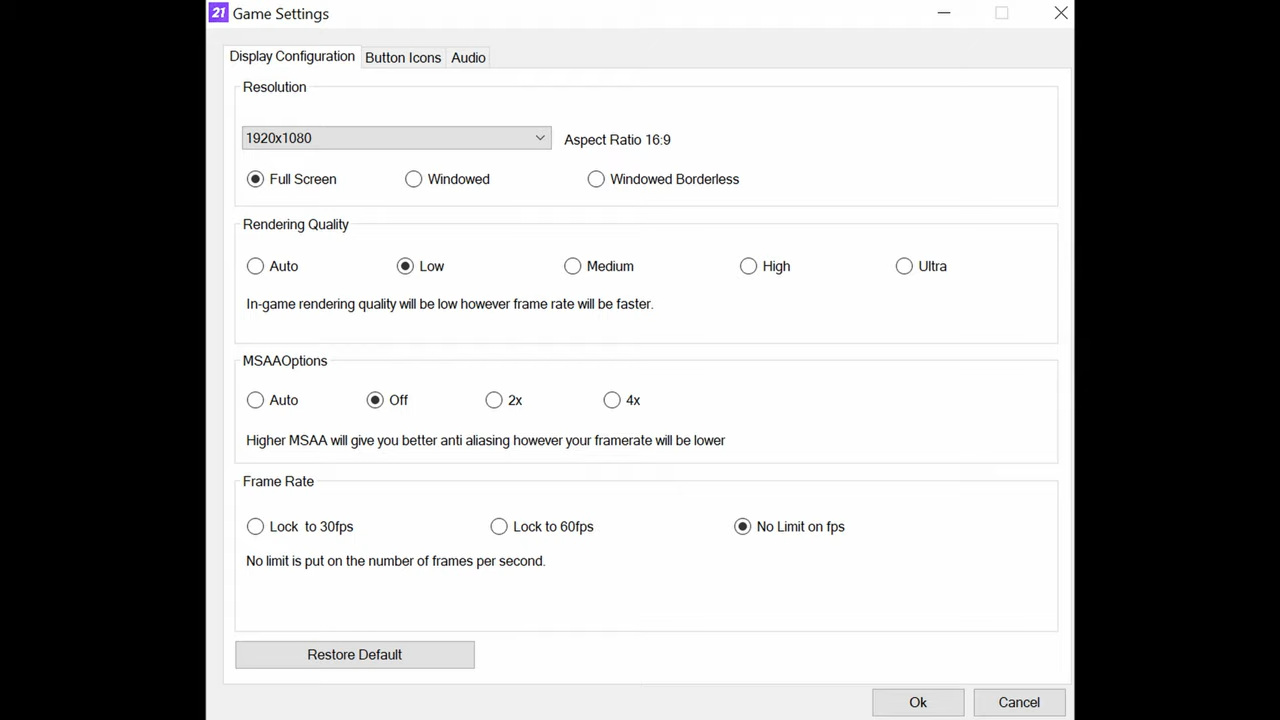 21 Game Settings
Display Configuration Button Icons Audio
Resolution
1920x1080 Aspect Ratio 16:9
Full Screen Windowed Windowed Borderless
Rendering Quality
Auto Low Medium High Ultra
In-game rendering quality will be low however frame rate will be faster.
MSAAOptions
Auto Off 2x 4x
Higher MSAA will give you better anti aliasing however your framerate will be lower
Frame Rate
Lock  to 30fps Lock to 60fps No Limit on fps
No limit is put on the number of frames per second.
Restore Default
Ok Cancel